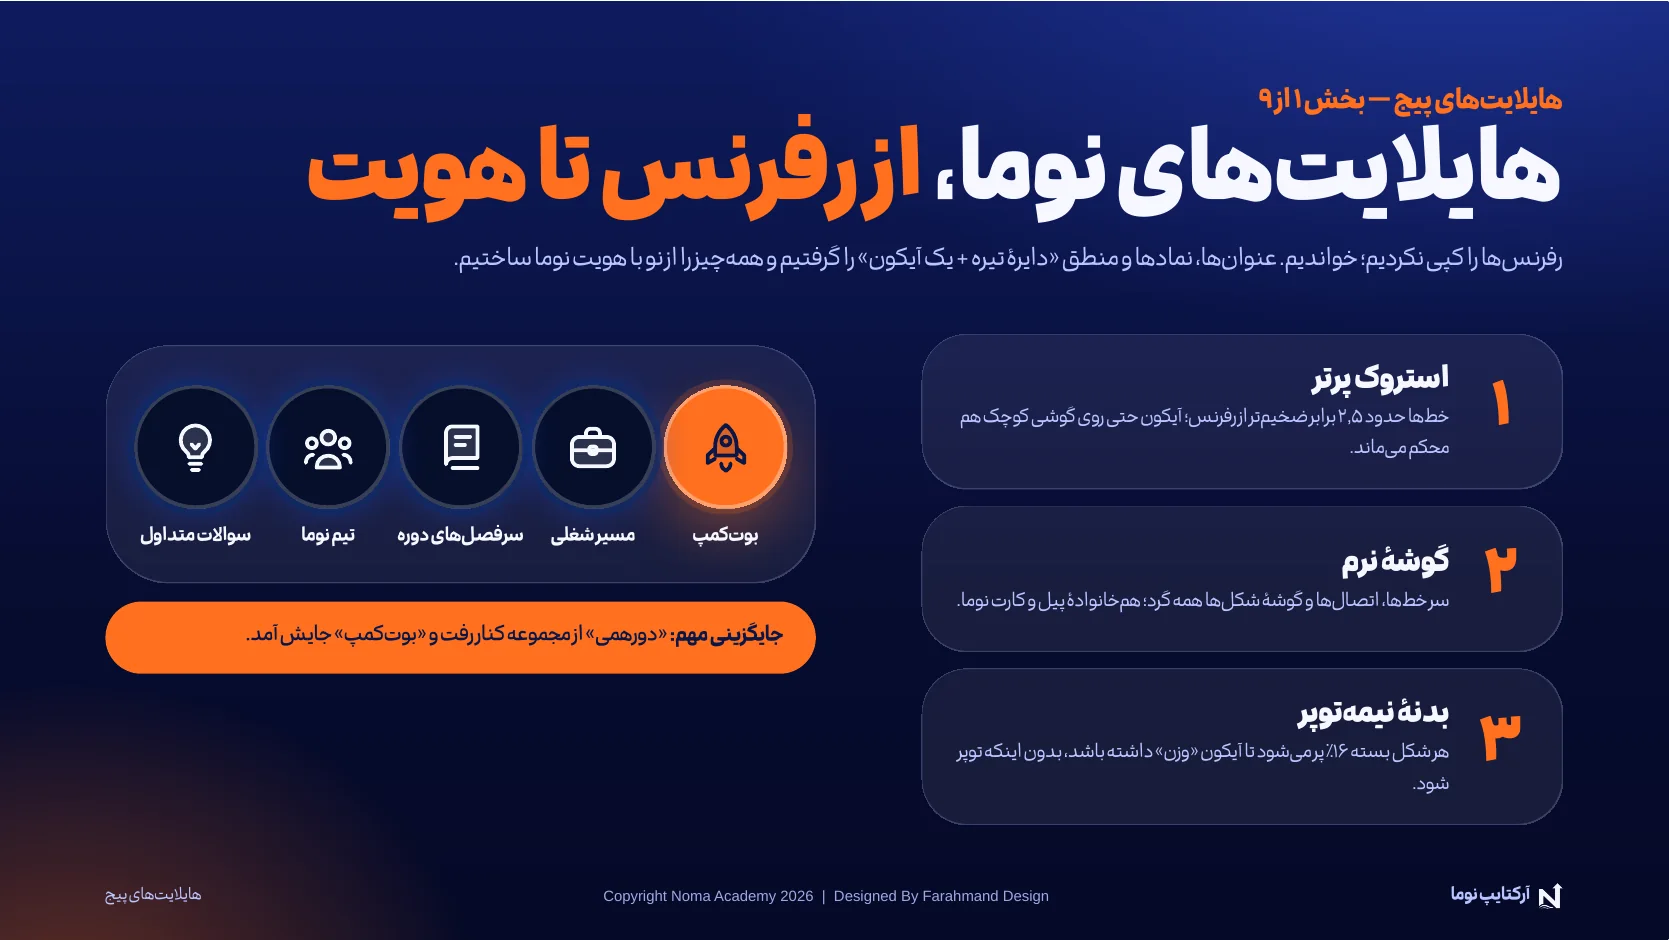 هایلایت‌های پیج — بخش ۱ از ۹
هایلایت‌های نوما، از رفرنس تا هویت
رفرنس‌ها را کپی نکردیم؛ خواندیم. عنوان‌ها، نمادها و منطق «دایرهٔ تیره + یک آیکون» را گرفتیم و همه‌چیز را از نو با هویت نوما ساختیم.
۱
استروک پرتر
خط‌ها حدود ۲٫۵ برابر ضخیم‌تر از رفرنس؛ آیکون حتی روی گوشی کوچک هم
محکم می‌ماند.
۲
گوشهٔ نرم
سر خط‌ها، اتصال‌ها و گوشهٔ شکل‌ها همه گرد؛ هم‌خانوادهٔ پیل و کارت نوما.
۳
بدنهٔ نیمه‌توپر
هر شکل بسته ۱۶٪ پر می‌شود تا آیکون «وزن» داشته باشد، بدون اینکه توپر
شود.
بوت‌کمپ
مسیر شغلی
سرفصل‌های دوره
تیم نوما
سوالات متداول
جایگزینی مهم: «دورهمی» از مجموعه کنار رفت و «بوت‌کمپ» جایش آمد.
آرکتایپ نوما
Copyright Noma Academy 2026 | Designed By Farahmand Design
هایلایت‌های پیج